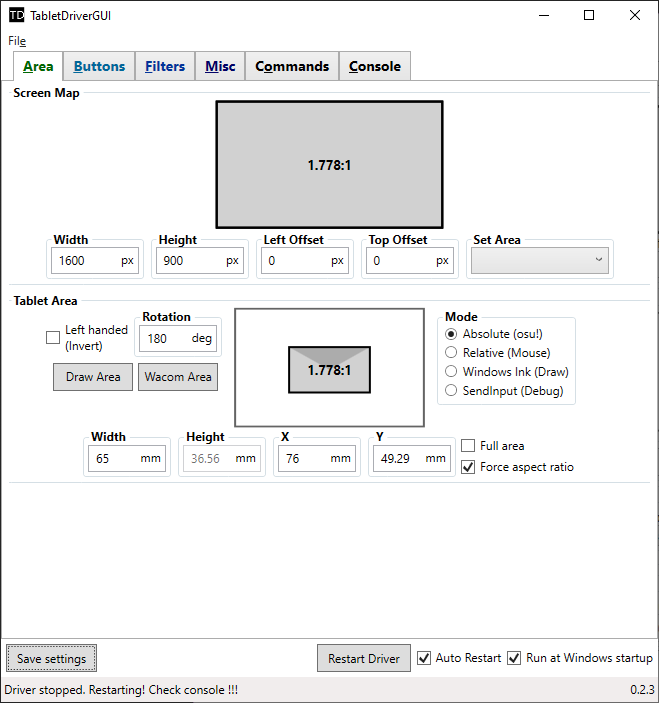 TD TabletDriverGUI
File
Area Buttons Filters Misc Commands Console
Screen Map
1.778:1
Width Height Left Offset Top Offset Set Area
1600 px 900 px 0 px 0 px
Tablet Area
Left handed
(Invert)
Rotation
180 deg
Draw Area Wacom Area
1.778:1
Mode
Absolute (osu!)
Relative (Mouse)
Windows Ink (Draw)
SendInput (Debug)
Width Height X Y
65 mm 36.56 mm 76 mm 49.29 mm
Full area
Force aspect ratio
Save settings Restart Driver Auto Restart Run at Windows startup
Driver stopped. Restarting! Check console !!! 0.2.3